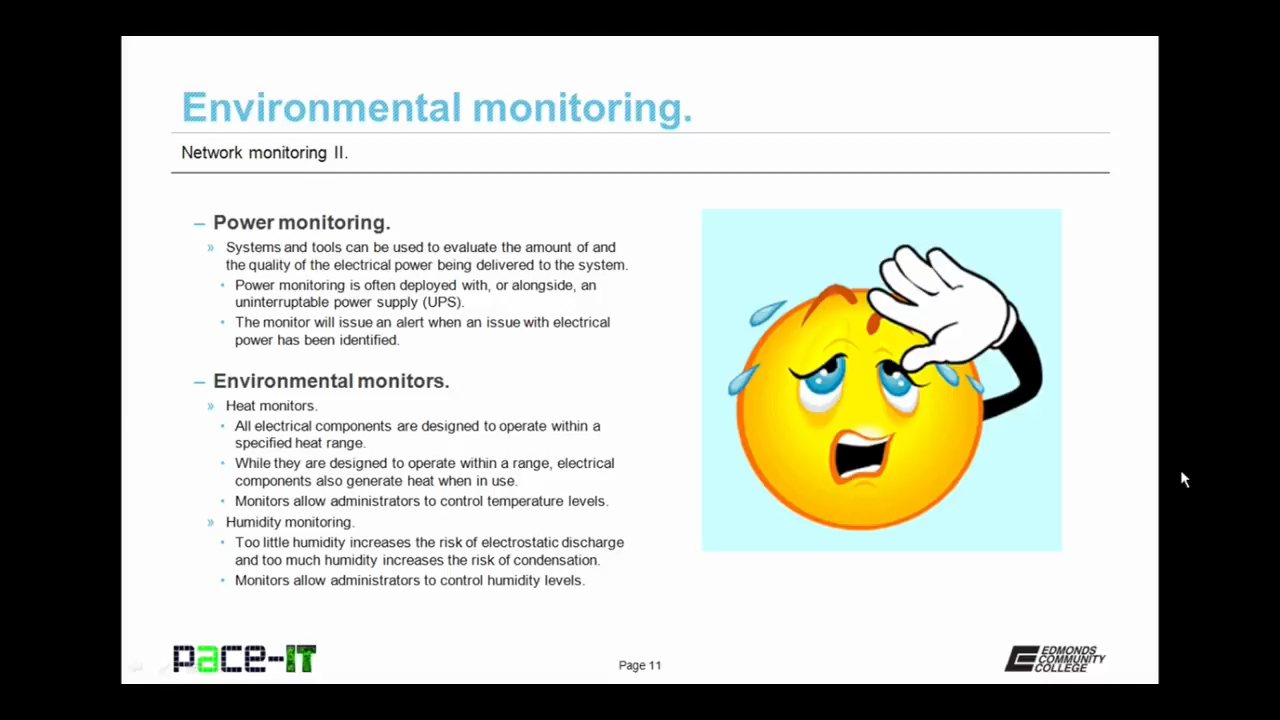 Environmental monitoring.
Network monitoring II.
– Power monitoring.
» Systems and tools can be used to evaluate the amount of and
the quality of the electrical power being delivered to the system.
• Power monitoring is often deployed with, or alongside, an
uninterruptable power supply (UPS).
• The monitor will issue an alert when an issue with electrical
power has been identified.
– Environmental monitors.
» Heat monitors.
• All electrical components are designed to operate within a
specified heat range.
• While they are designed to operate within a range, electrical
components also generate heat when in use.
• Monitors allow administrators to control temperature levels.
» Humidity monitoring.
• Too little humidity increases the risk of electrostatic discharge
and too much humidity increases the risk of condensation.
• Monitors allow administrators to control humidity levels.
pace-IT
Page 11
EDMONDS
COMMUNITY
COLLEGE